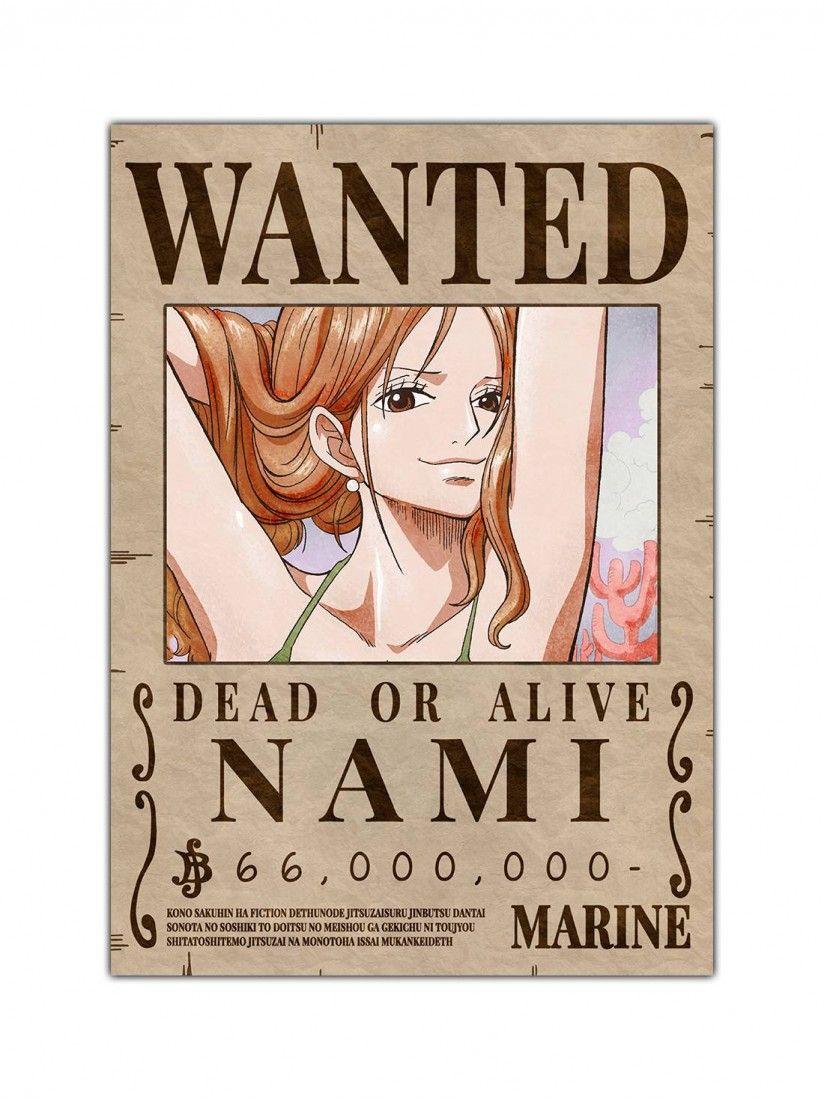 WANTED
DEAD OR ALIVE
NAMI
฿66,000,000-
KONO SAKUHIN HA FICTION DETHUNODE JITSUZAISURU JINBUTSU DANTAI
SONOTA NO SOSHIKI TO DOITSU NO MEISHOU GA GEKICHU NI TOUJYOU
SHITATOSHITEMO JITSUZAI NA MONOTOHA ISSAI MUKANKEIDETH
MARINE